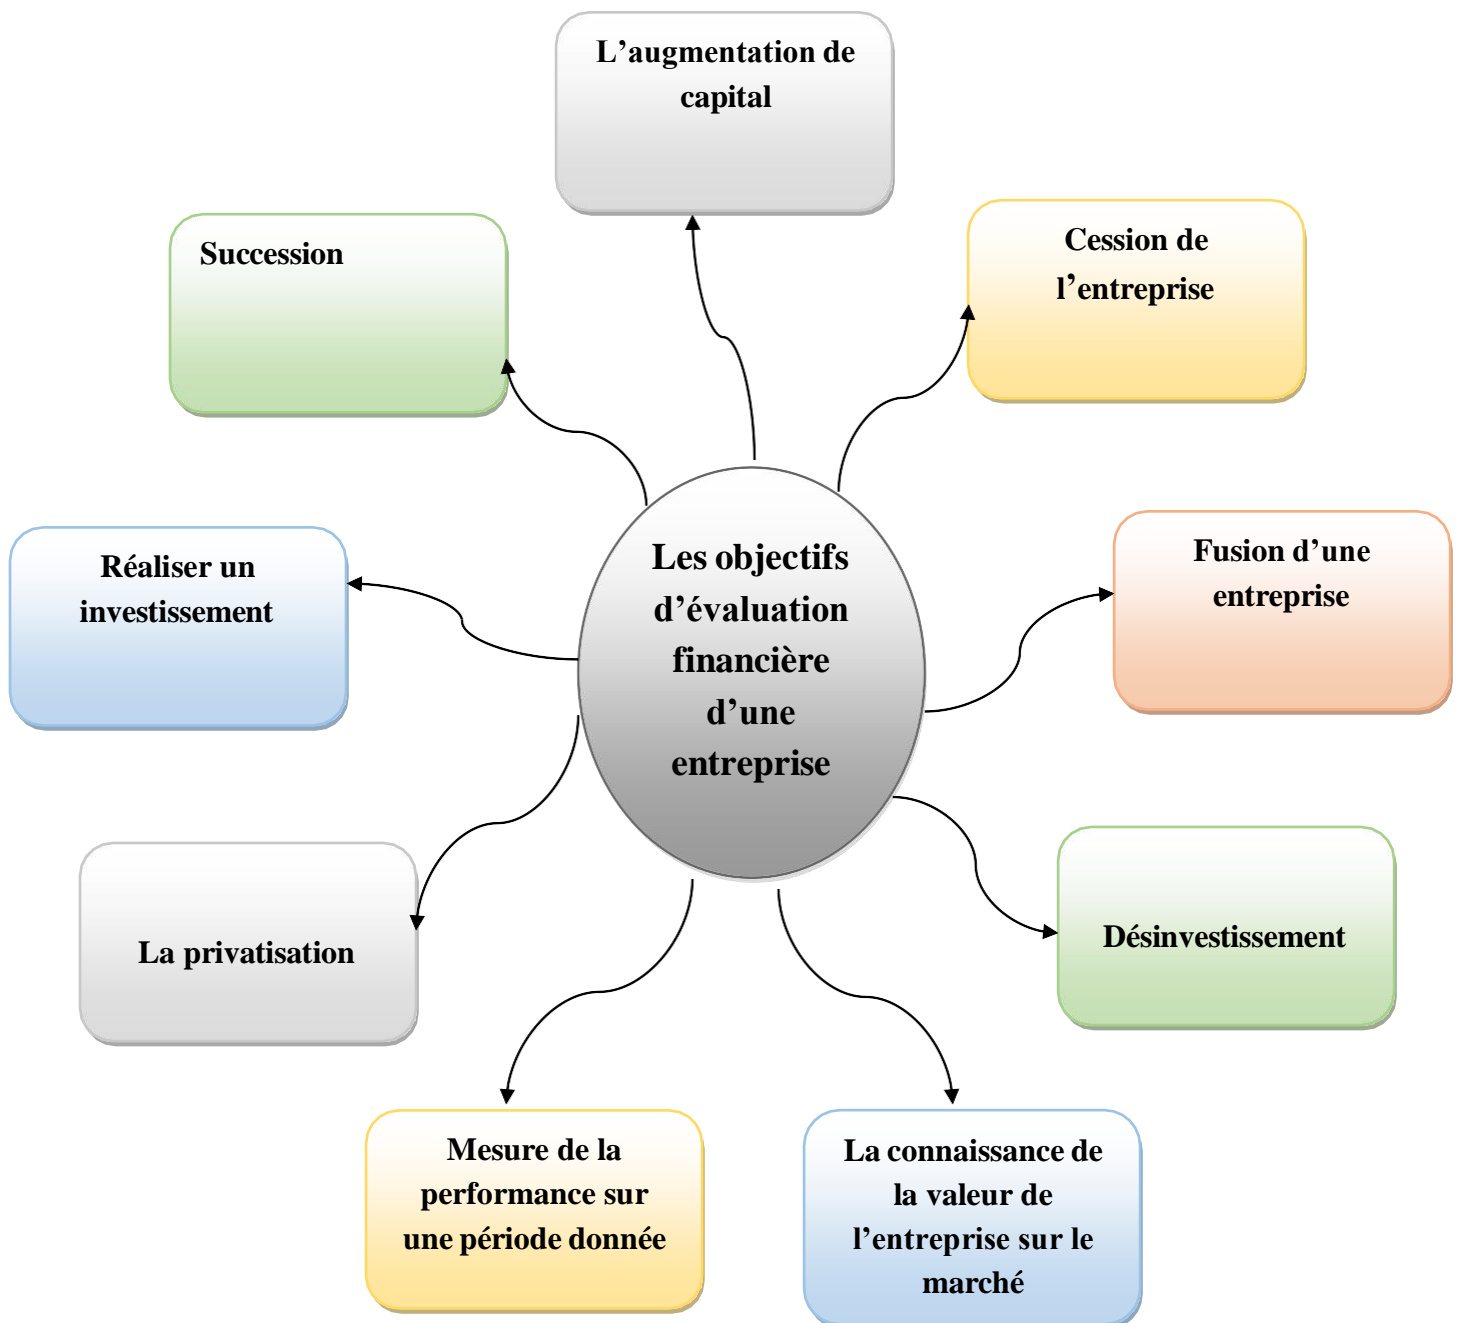 L’augmentation de
capital
Succession
Cession de
l’entreprise
Les objectifs
d’évaluation
financière
d’une
entreprise
Réaliser un
investissement
Fusion d’une
entreprise
La privatisation
Désinvestissement
Mesure de la
performance sur
une période donnée
La connaissance de
la valeur de
l’entreprise sur le
marché